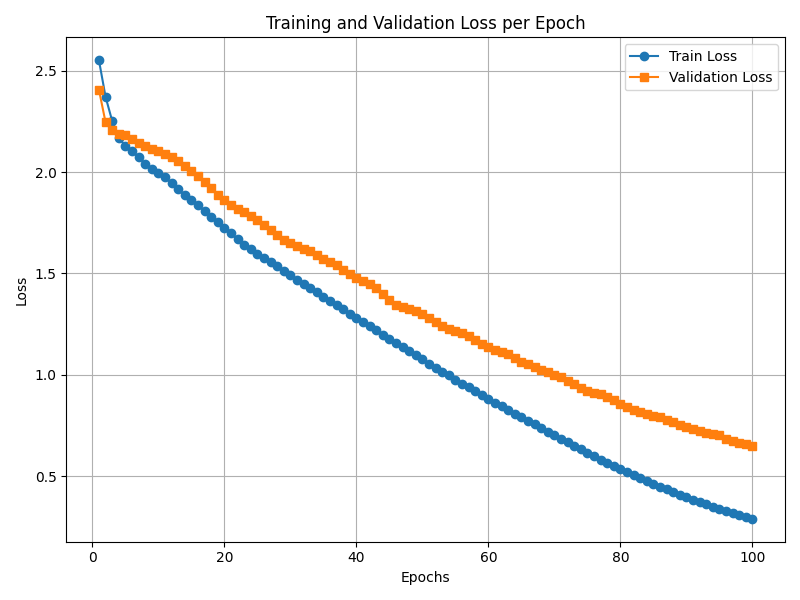 Training and Validation Loss per Epoch
Train Loss
Validation Loss
2.5
2.0
1.5
1.0
0.5
Loss
0 20 40 60 80 100
Epochs